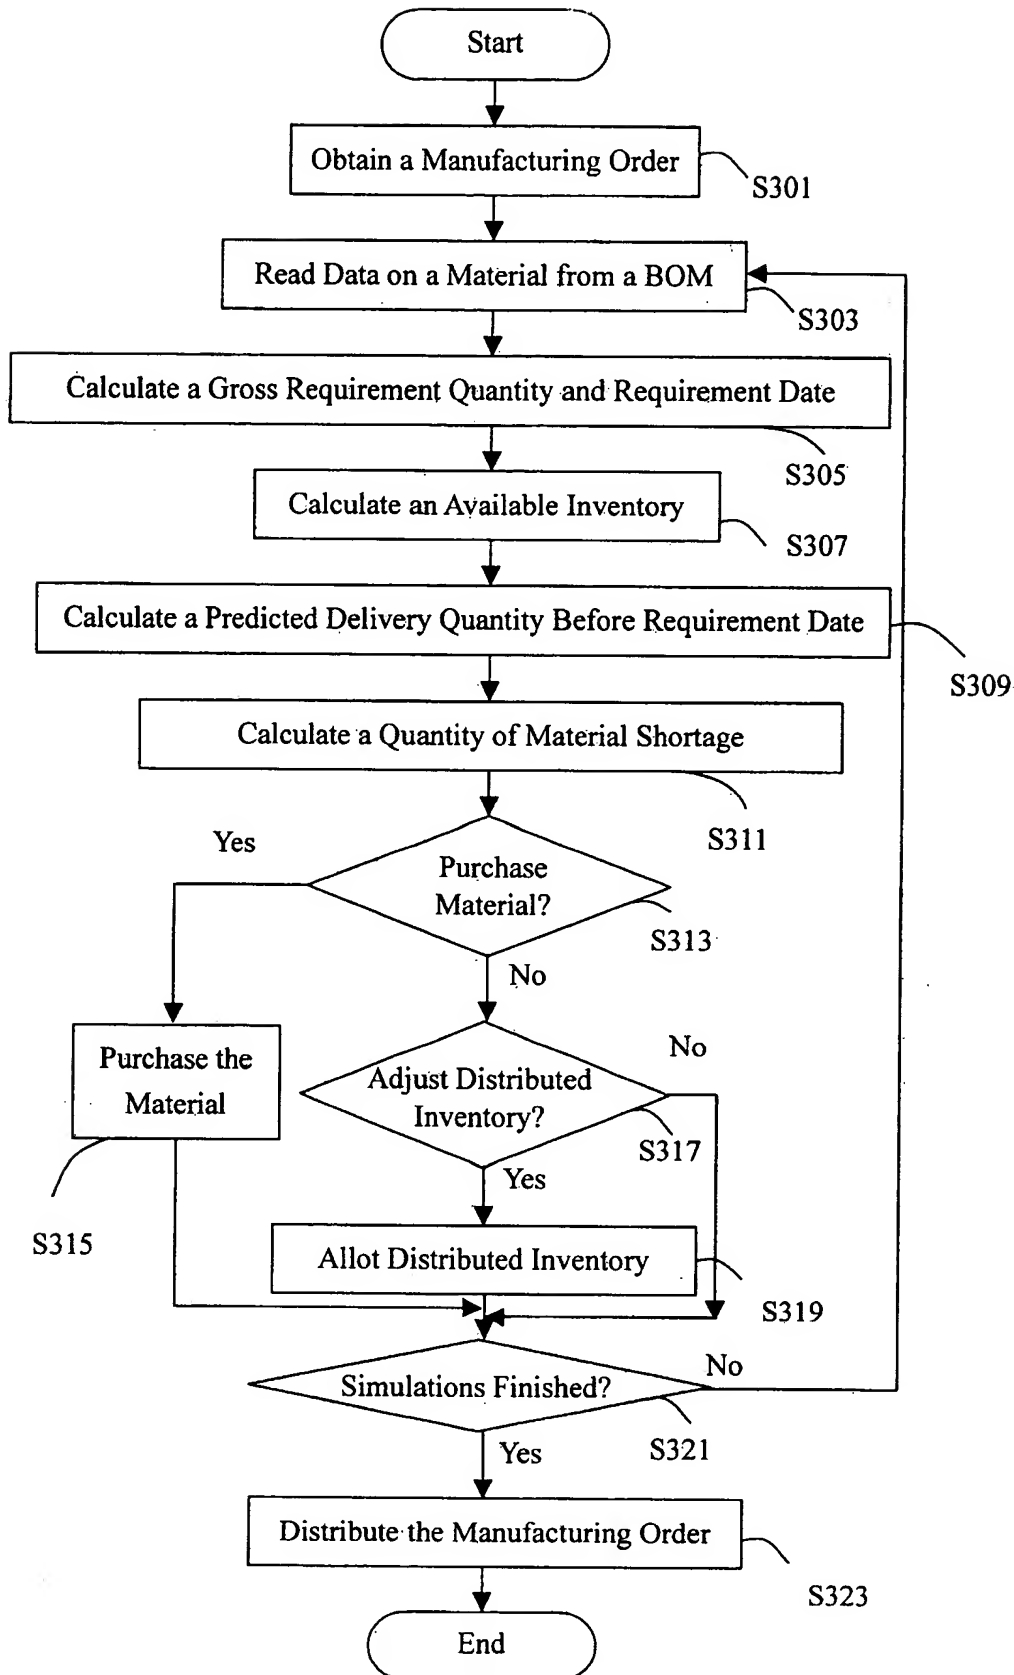 Start
Obtain a Manufacturing Order
S301
Read Data on a Material from a BOM
S303
Calculate a Gross Requirement Quantity and Requirement Date
S305
Calculate an Available Inventory
S307
Calculate a Predicted Delivery Quantity Before Requirement Date
S309
Calculate a Quantity of Material Shortage
S311
Yes
Purchase
Material?
S313
No
Purchase the
Material
S315
No
Adjust Distributed
Inventory?
S317
Yes
Allot Distributed Inventory
S319
Simulations Finished?
No
S321
Yes
Distribute the Manufacturing Order
S323
End